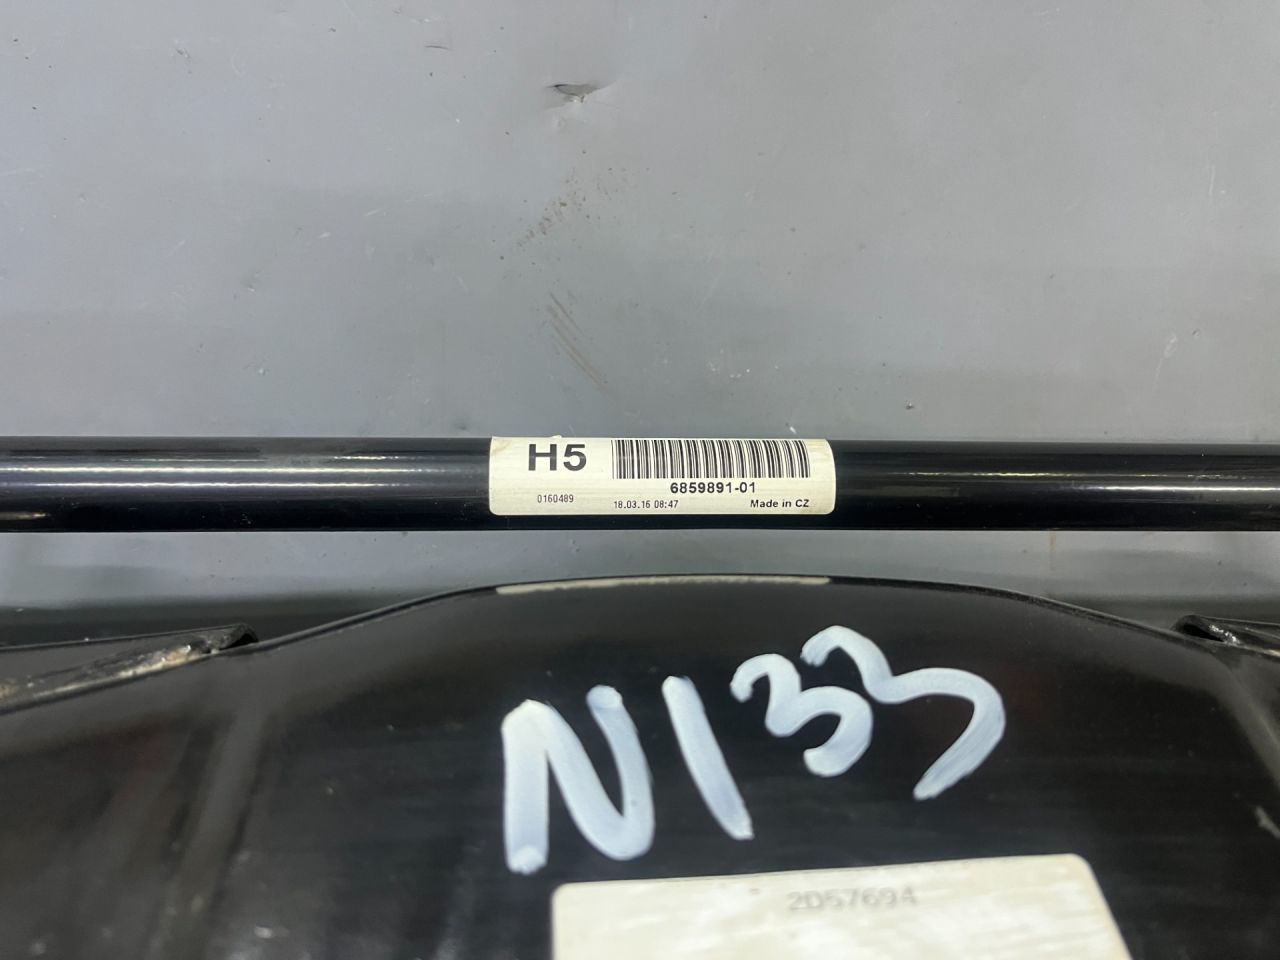 H5
6859891-01
0160489 18.03.16 08:47 Made in CZ
N133
2D57694